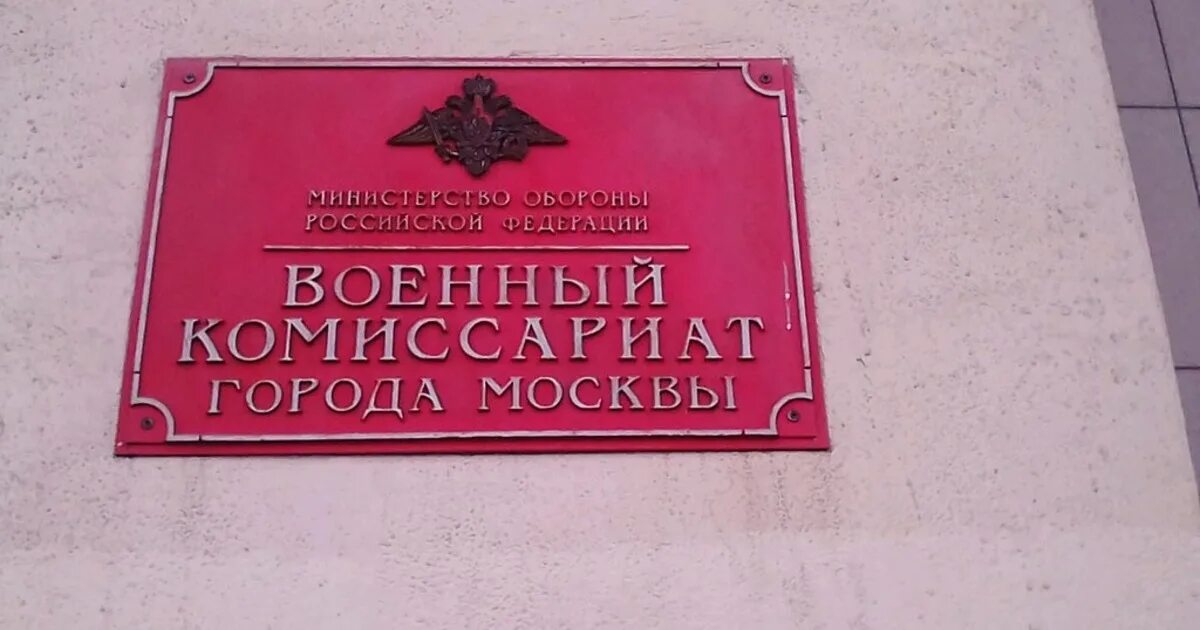 МИНИСТЕРСТВО ОБОРОНЫ
РОССИЙСКОЙ ФЕДЕРАЦИИ
ВОЕННЫЙ
КОМИССАРИАТ
ГОРОДА МОСКВЫ